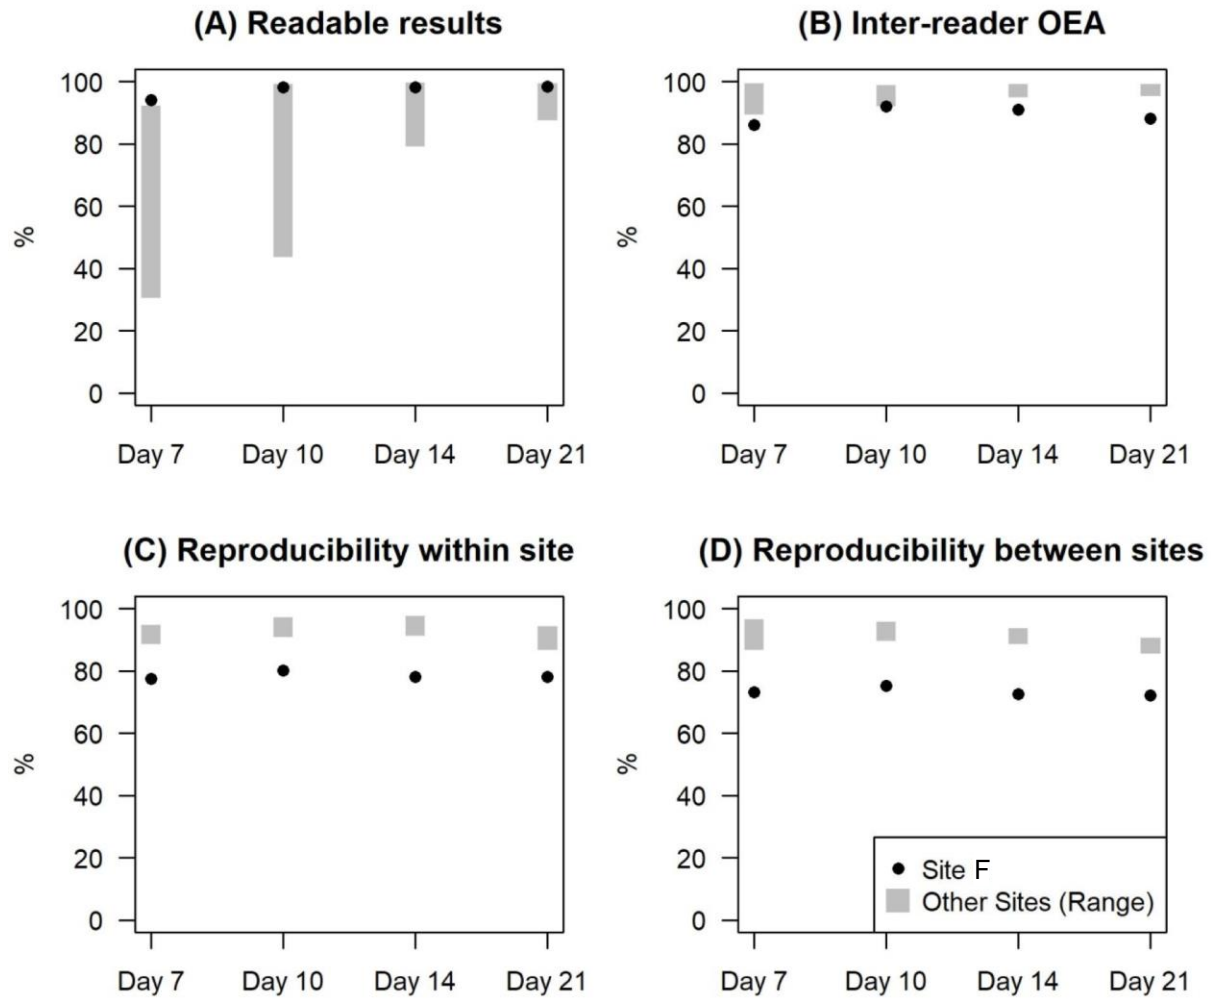 (A) Readable results
100
80
60
40
20
0
%
Day 7 Day 10 Day 14 Day 21
(B) Inter-reader OEA
100
80
60
40
20
0
%
Day 7 Day 10 Day 14 Day 21
(C) Reproducibility within site
100
80
60
40
20
0
%
Day 7 Day 10 Day 14 Day 21
(D) Reproducibility between sites
100
80
60
40
20
0
%
Site F
Other Sites (Range)
Day 7 Day 10 Day 14 Day 21